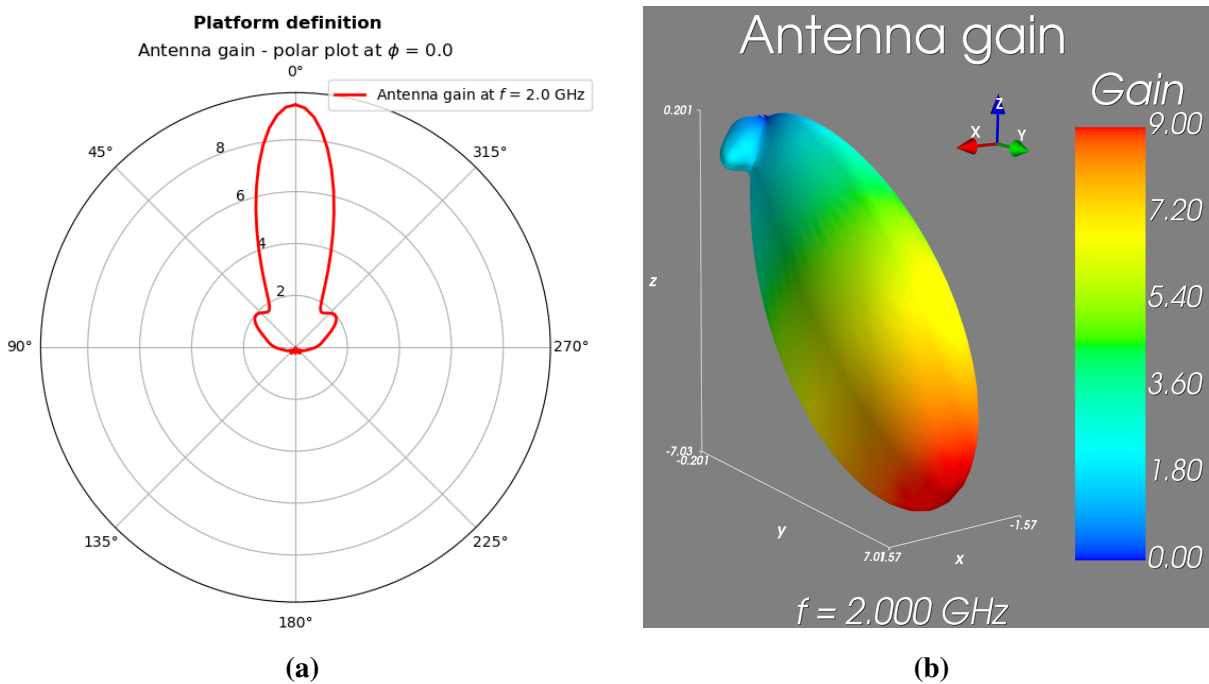 Platform definition
Antenna gain - polar plot at ϕ = 0.0
0°
Antenna gain at f = 2.0 GHz
45°
315°
8
6
4
2
90°
270°
135°
225°
180°
(a)
Antenna gain
Gain
9.00
7.20
5.40
3.60
1.80
0.00
Z
X
Y
0.201
z
-7.03
-0.201
y
7.01
1.57
x
-1.57
f = 2.000 GHz
(b)